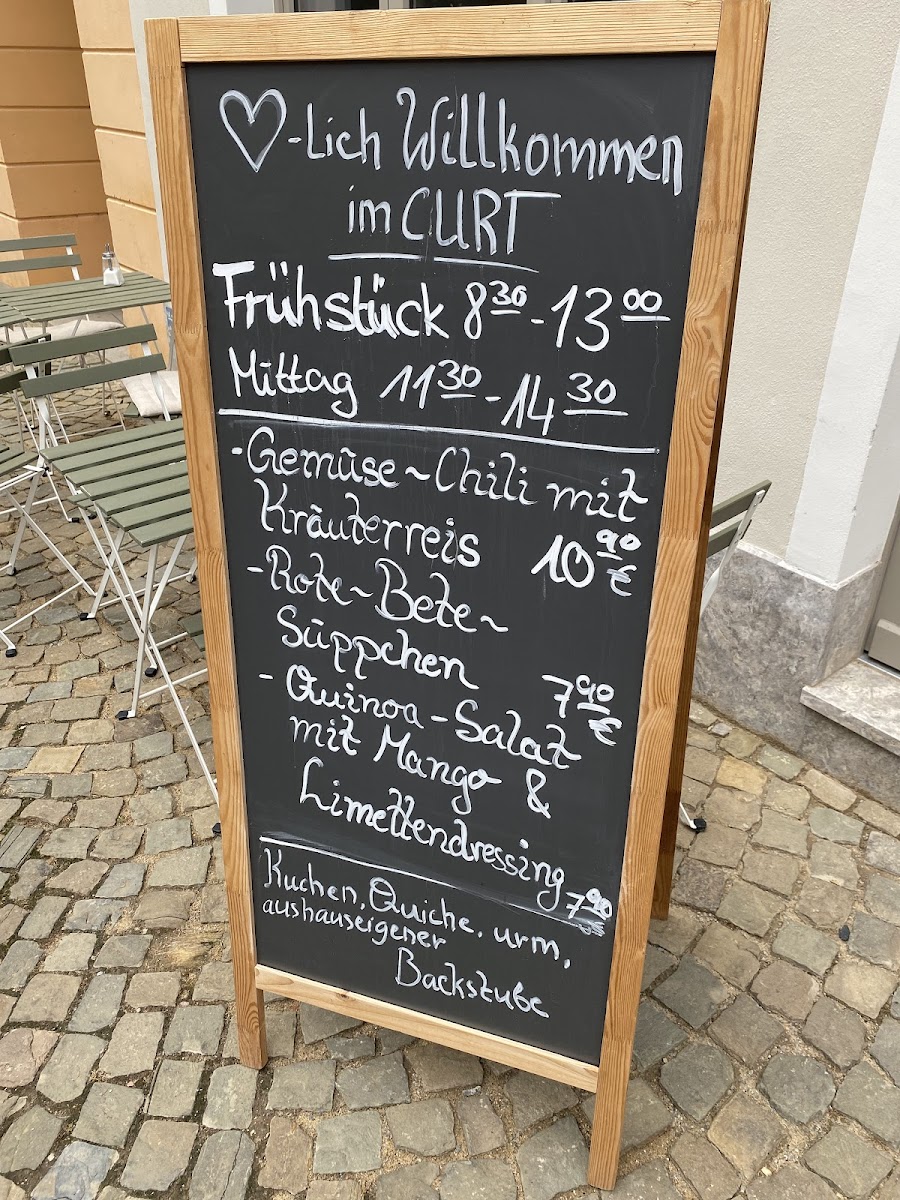 ♡-lich Willkommen
im CURT
Frühstück 8³⁰-13⁰⁰
Mittag 11³⁰-14³⁰
-Gemüse~Chili mit
Kräuterreis 10⁹⁰ €
-Rote~Bete~
Süppchen 7⁹⁰ €
-Quinoa-Salat
mit Mango &
Limettendressing 7⁹⁰ €
Kuchen, Quiche, urm,
aushauseigener
Backstube